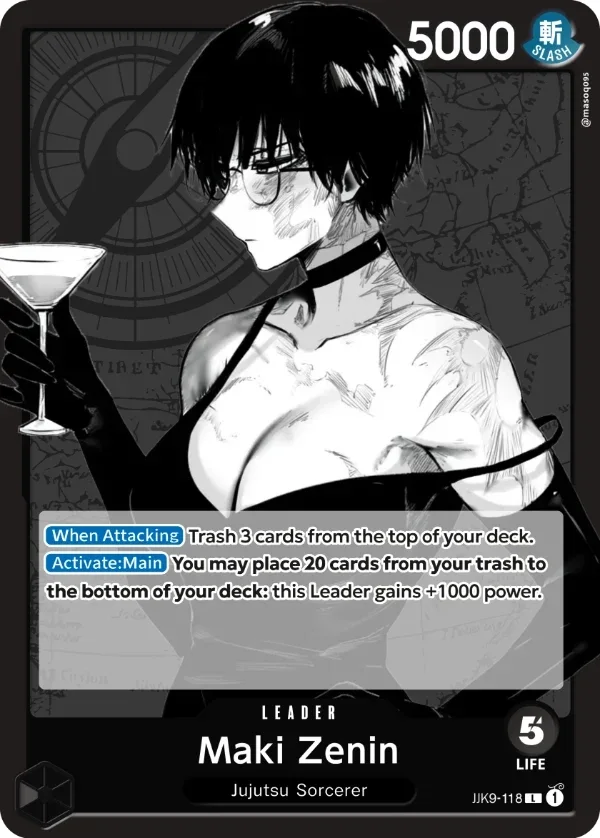 5000
斬
SLASH
@masoq095
TIBET
When Attacking Trash 3 cards from the top of your deck.
Activate:Main You may place 20 cards from your trash to
the bottom of your deck: this Leader gains +1000 power.
LEADER
Maki Zenin
5
LIFE
Jujutsu Sorcerer
JJK9-118 L 1